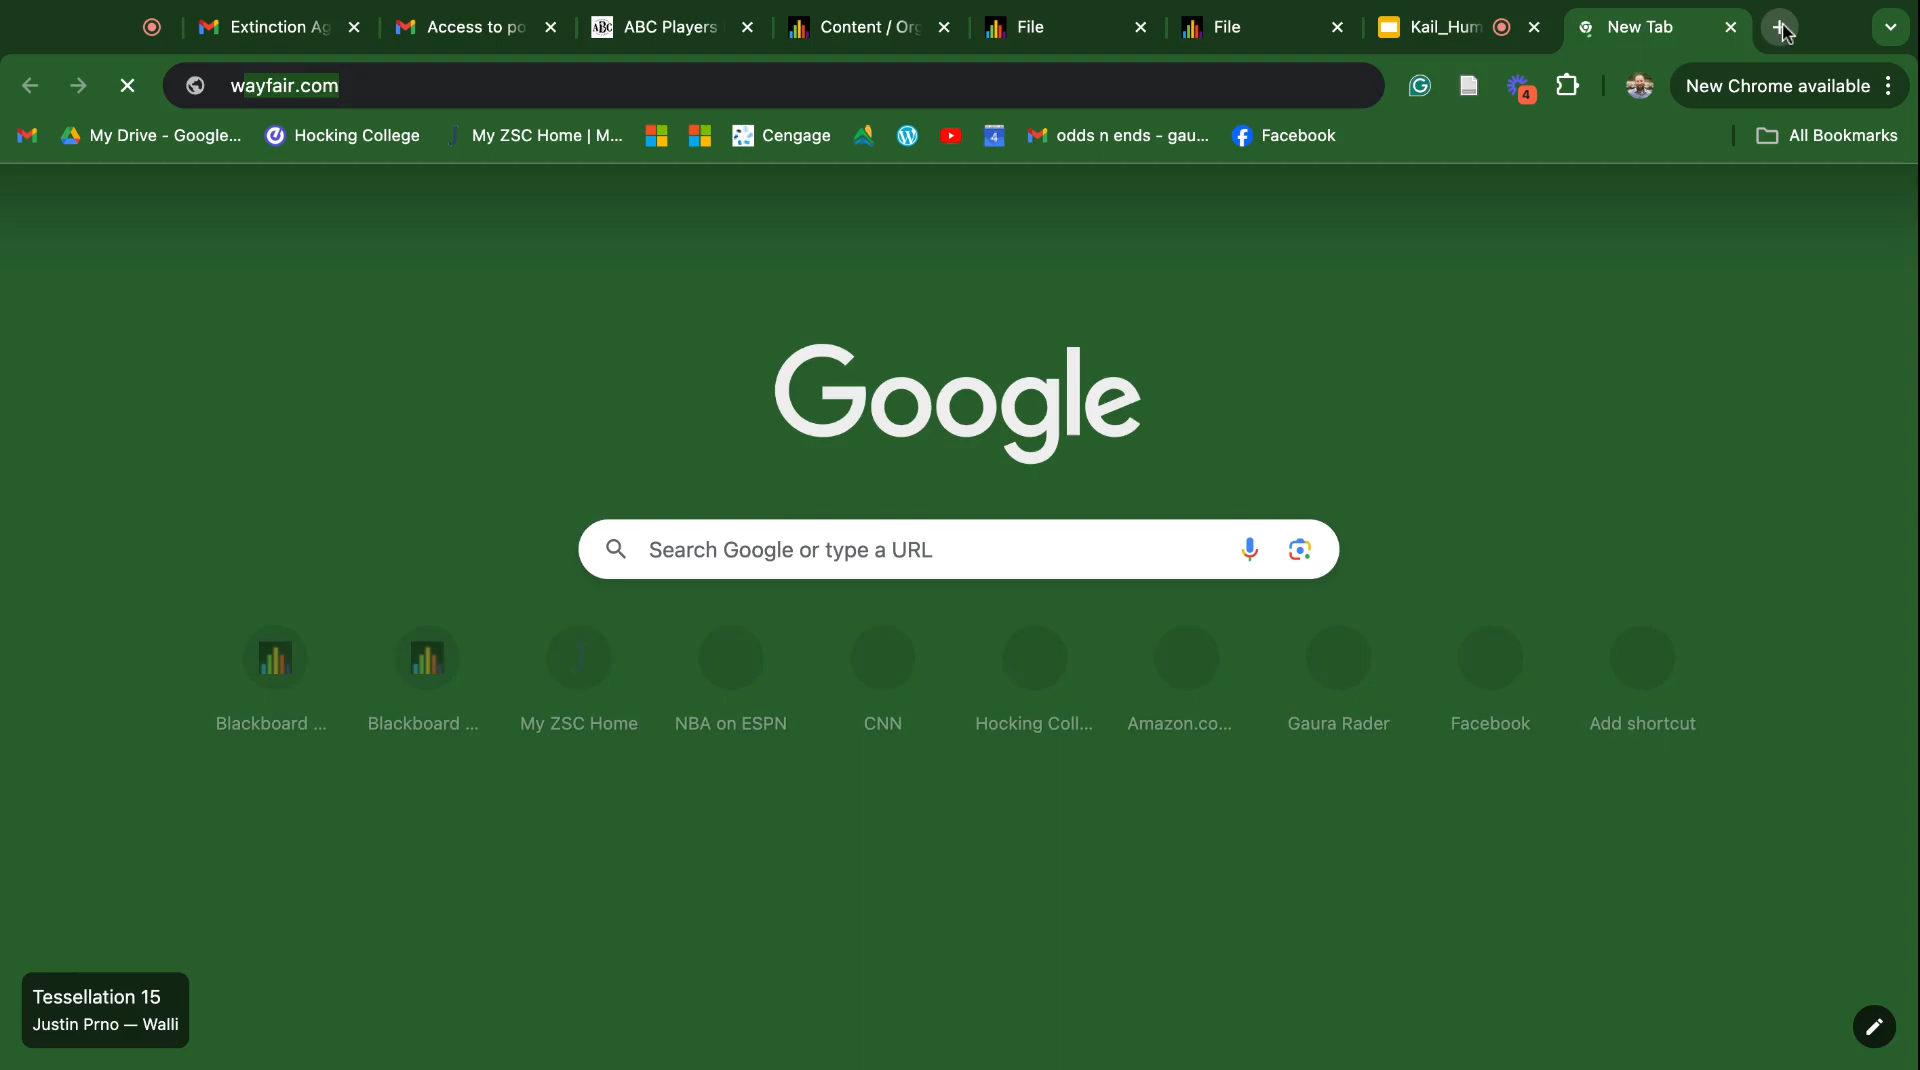 Extinction Ag
Access to po
ABC Players
Content / Org
File
File
Kail_Hum
New Tab
wayfair.com
4
New Chrome available
My Drive - Google...
Hocking College
My ZSC Home | M...
Cengage
4
odds n ends - gau...
Facebook
All Bookmarks
Google
Search Google or type a URL
Blackboard ...
Blackboard ...
My ZSC Home
NBA on ESPN
CNN
Hocking Coll...
Amazon.co...
Gaura Rader
Facebook
Add shortcut
Tessellation 15
Justin Prno — Walli